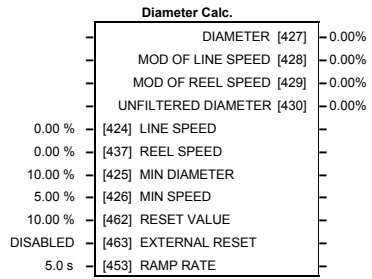 Diameter Calc.
DIAMETER [427] – 0.00%
MOD OF LINE SPEED [428] – 0.00%
MOD OF REEL SPEED [429] – 0.00%
UNFILTERED DIAMETER [430] – 0.00%
0.00 % – [424] LINE SPEED –
0.00 % – [437] REEL SPEED –
10.00 % – [425] MIN DIAMETER –
5.00 % – [426] MIN SPEED –
10.00 % – [462] RESET VALUE –
DISABLED – [463] EXTERNAL RESET –
5.0 s – [453] RAMP RATE –